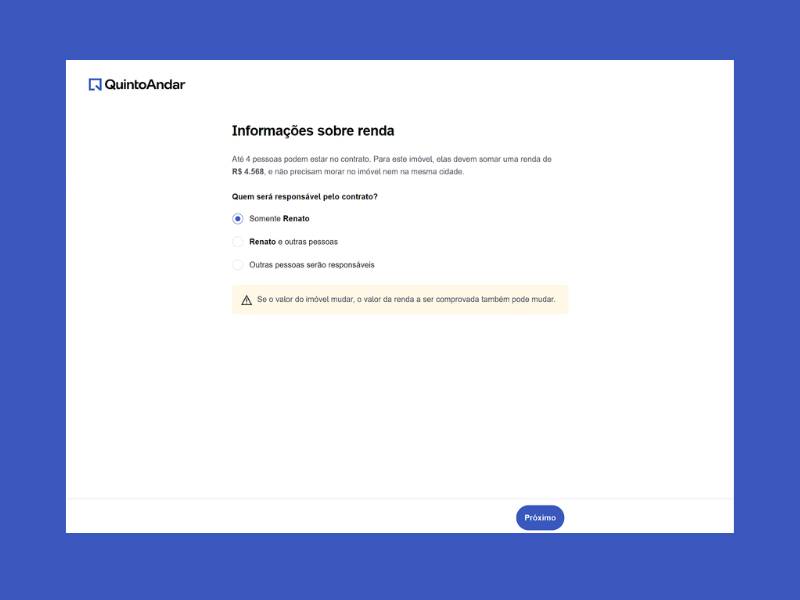 QuintoAndar
Informações sobre renda
Até 4 pessoas podem estar no contrato. Para este imóvel, elas devem somar uma renda de
R$ 4.568, e não precisam morar no imóvel nem na mesma cidade.
Quem será responsável pelo contrato?
Somente Renato
Renato e outras pessoas
Outras pessoas serão responsáveis
Se o valor do imóvel mudar, o valor da renda a ser comprovada também pode mudar.
Próximo